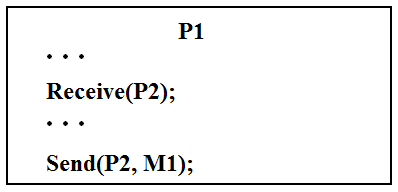 P1
. . .
Receive(P2);
. . .
Send(P2, M1);